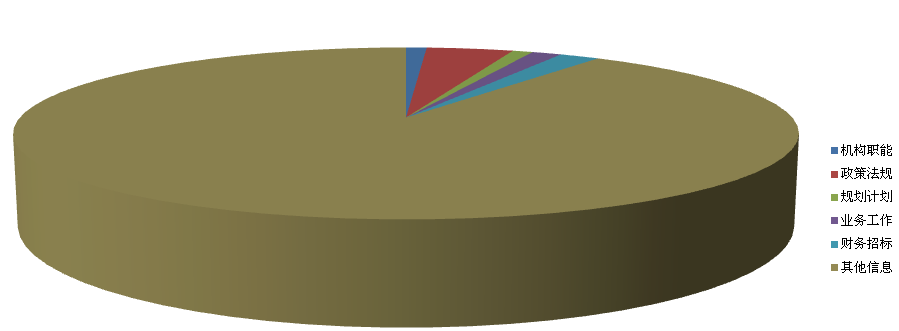 机构职能
政策法规
规划计划
业务工作
财务招标
其他信息